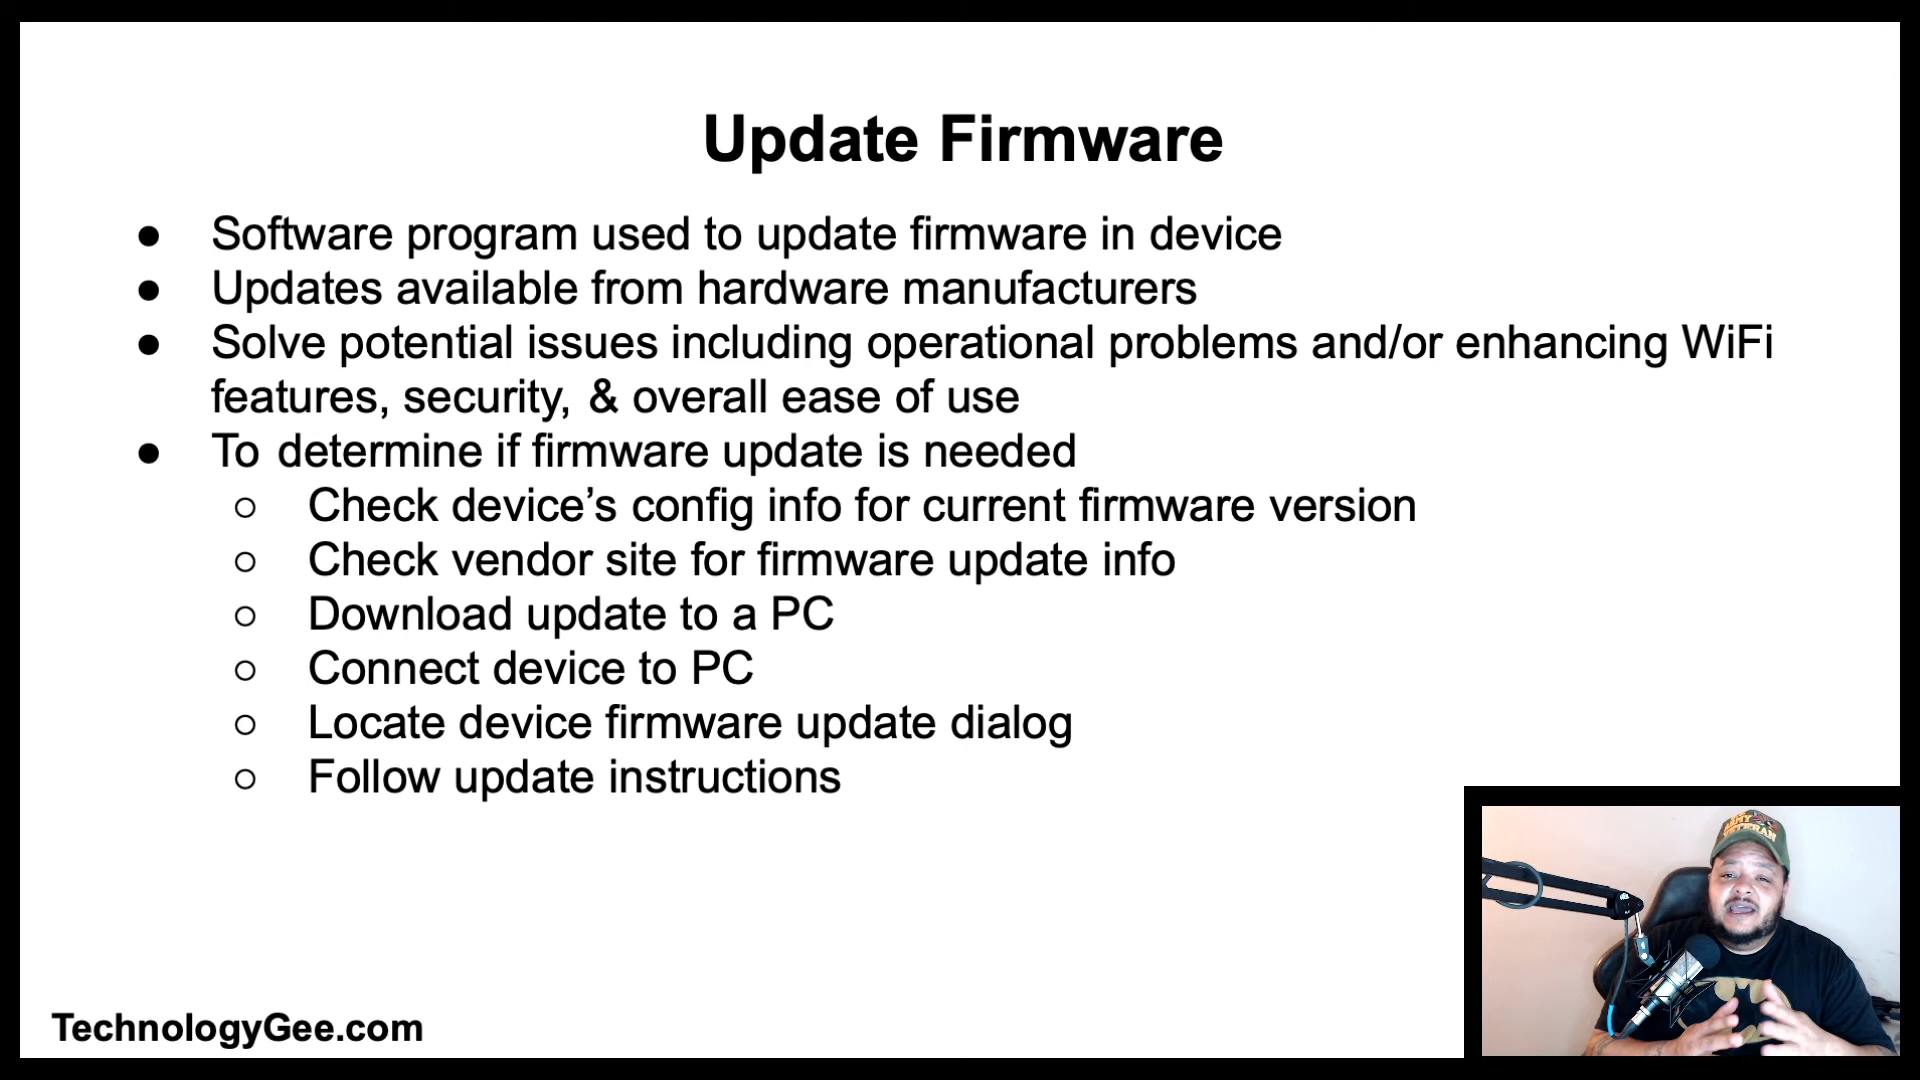 Update Firmware
● Software program used to update firmware in device
● Updates available from hardware manufacturers
● Solve potential issues including operational problems and/or enhancing WiFi
features, security, & overall ease of use
● To determine if firmware update is needed
○ Check device’s config info for current firmware version
○ Check vendor site for firmware update info
○ Download update to a PC
○ Connect device to PC
○ Locate device firmware update dialog
○ Follow update instructions
ARMY
VETERAN
TechnologyGee.com